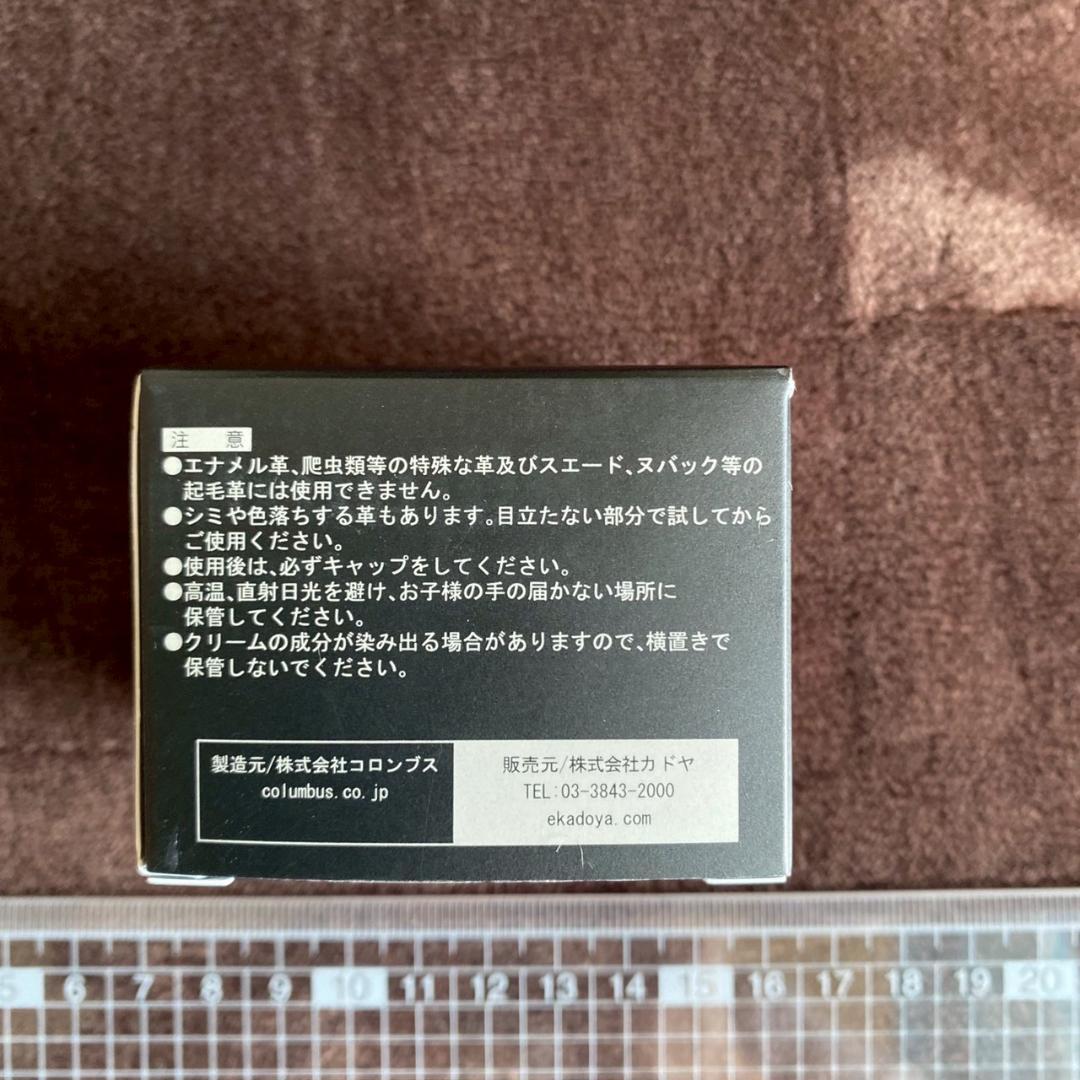 注 意
●エナメル革、爬虫類等の特殊な革及びスエード、ヌバック等の
起毛革には使用できません。
●シミや色落ちする革もあります。目立たない部分で試してから
ご使用ください。
●使用後は、必ずキャップをしてください。
●高温、直射日光を避け、お子様の手の届かない場所に
保管してください。
●クリームの成分が染み出る場合がありますので、横置きで
保管しないでください。
製造元/株式会社コロンブス
columbus.co.jp
販売元/株式会社カドヤ
TEL:03-3843-2000
ekadoya.com
5 6 7 8 9 10 11 12 13 14 15 16 17 18 19 20